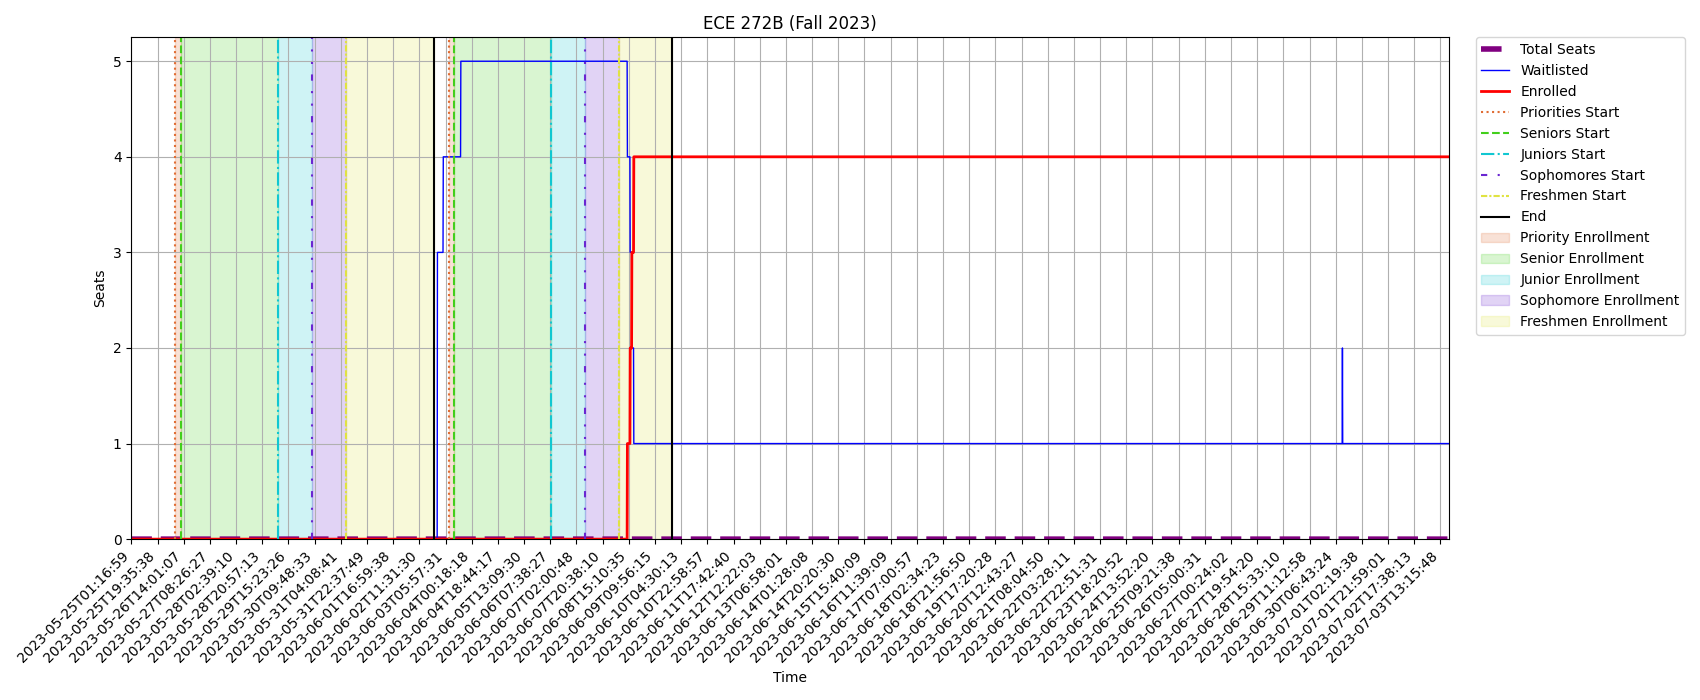 ECE 272B (Fall 2023)
Seats
5
4
3
2
1
0
2023-05-25T01:16:59
2023-05-25T19:35:38
2023-05-26T14:01:07
2023-05-27T08:26:27
2023-05-28T02:39:10
2023-05-28T20:57:13
2023-05-29T15:23:26
2023-05-30T09:48:33
2023-05-31T04:08:41
2023-05-31T22:37:49
2023-06-01T16:59:38
2023-06-02T11:31:30
2023-06-03T05:57:31
2023-06-04T00:18:18
2023-06-04T18:44:17
2023-06-05T13:09:30
2023-06-06T07:38:27
2023-06-07T02:00:48
2023-06-07T20:38:10
2023-06-08T15:10:35
2023-06-09T09:56:15
2023-06-10T04:30:13
2023-06-10T22:58:57
2023-06-11T17:42:40
2023-06-12T12:22:03
2023-06-13T06:58:01
2023-06-14T01:28:08
2023-06-14T20:20:30
2023-06-15T15:40:09
2023-06-16T11:39:09
2023-06-17T07:00:57
2023-06-18T02:34:23
2023-06-18T21:56:50
2023-06-19T17:20:28
2023-06-20T12:43:27
2023-06-21T08:04:50
2023-06-22T03:28:11
2023-06-22T22:51:31
2023-06-23T18:20:52
2023-06-24T13:52:20
2023-06-25T09:21:38
2023-06-26T05:00:31
2023-06-27T00:24:02
2023-06-27T19:54:20
2023-06-28T15:33:10
2023-06-29T11:12:58
2023-06-30T06:43:24
2023-07-01T02:19:38
2023-07-01T21:59:01
2023-07-02T17:38:13
2023-07-03T13:15:48
Time
Total Seats
Waitlisted
Enrolled
Priorities Start
Seniors Start
Juniors Start
Sophomores Start
Freshmen Start
End
Priority Enrollment
Senior Enrollment
Junior Enrollment
Sophomore Enrollment
Freshmen Enrollment